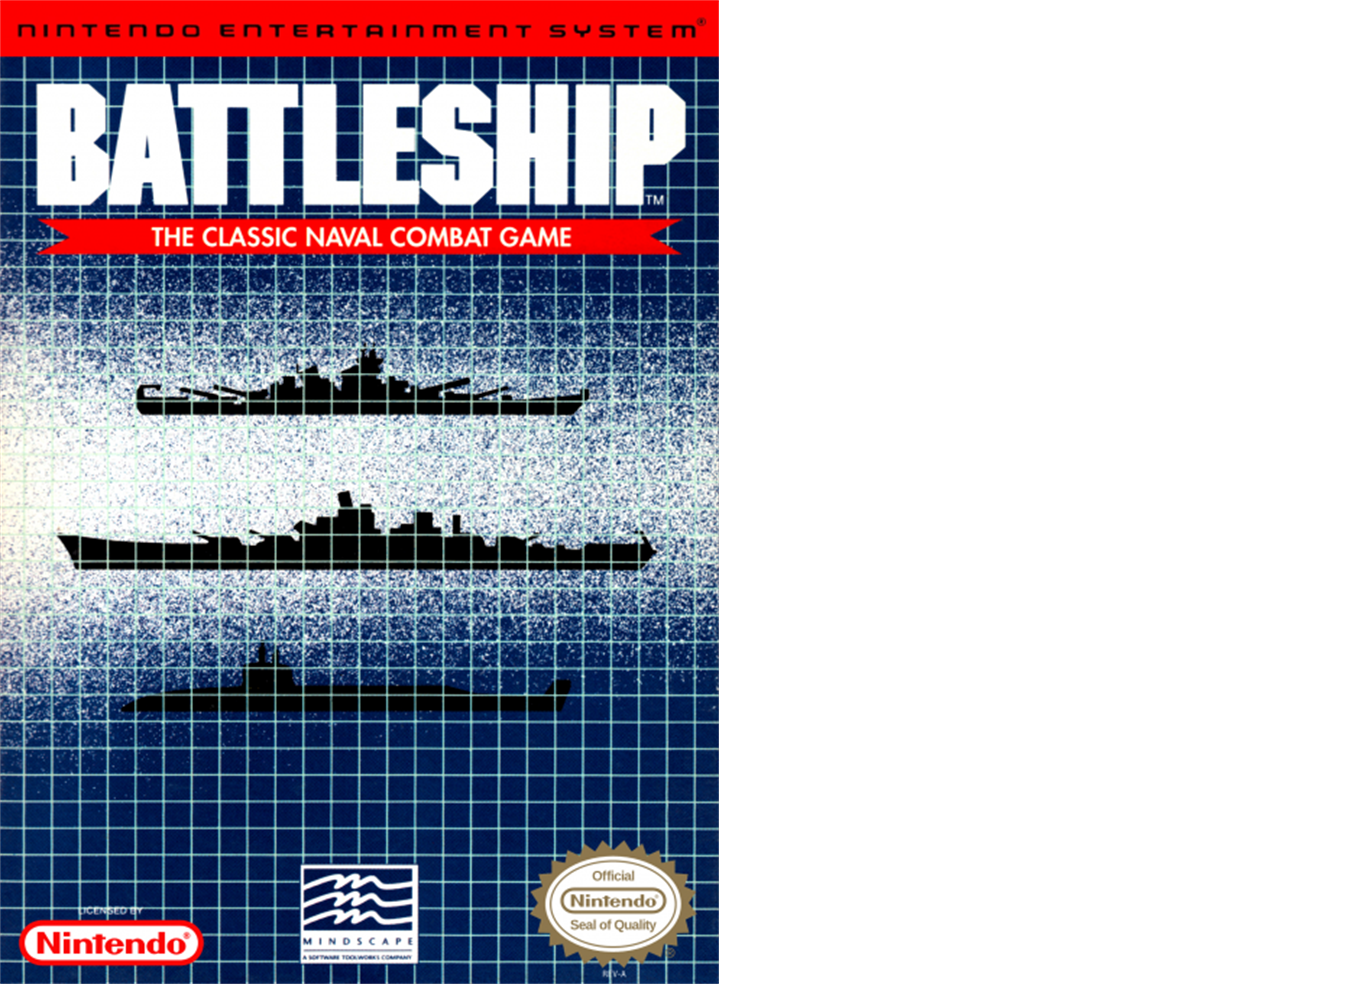 NINTENDO ENTERTAINMENT SYSTEM®
BATTLESHIP™
THE CLASSIC NAVAL COMBAT GAME
LICENSED BY
Nintendo®
MINDSCAPE
A SOFTWARE TOOLWORKS COMPANY
Official
Nintendo®
Seal of Quality
REV-A